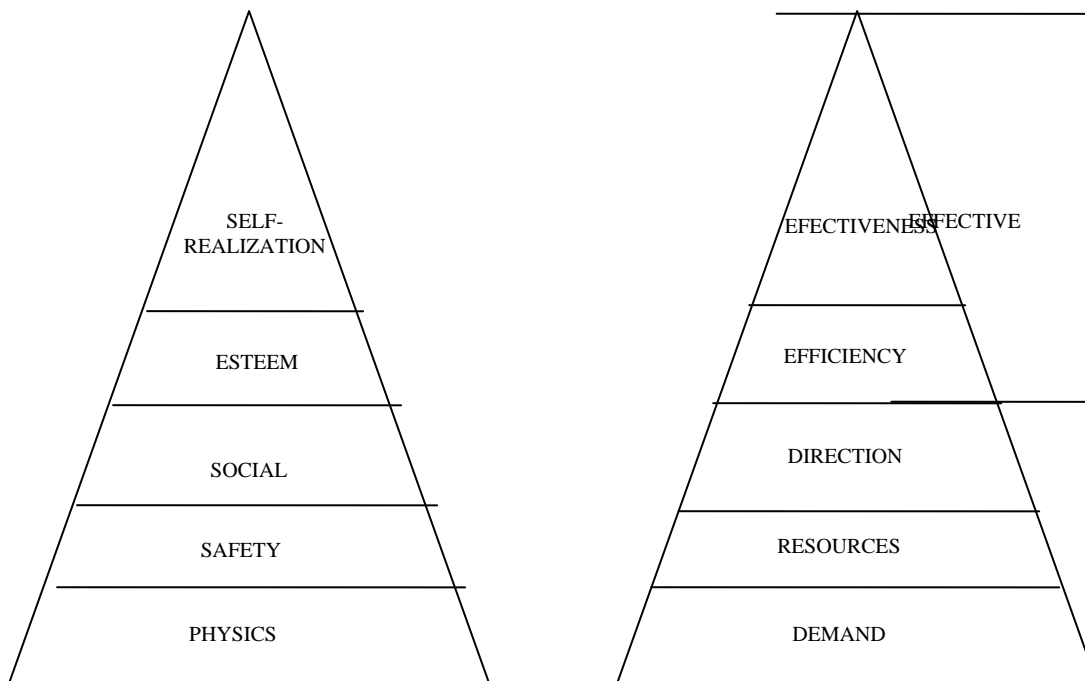 SELF-
REALIZATION
ESTEEM
SOCIAL
SAFETY
PHYSICS
EFECTIVENESS
EFFECTIVE
EFFICIENCY
DIRECTION
RESOURCES
DEMAND